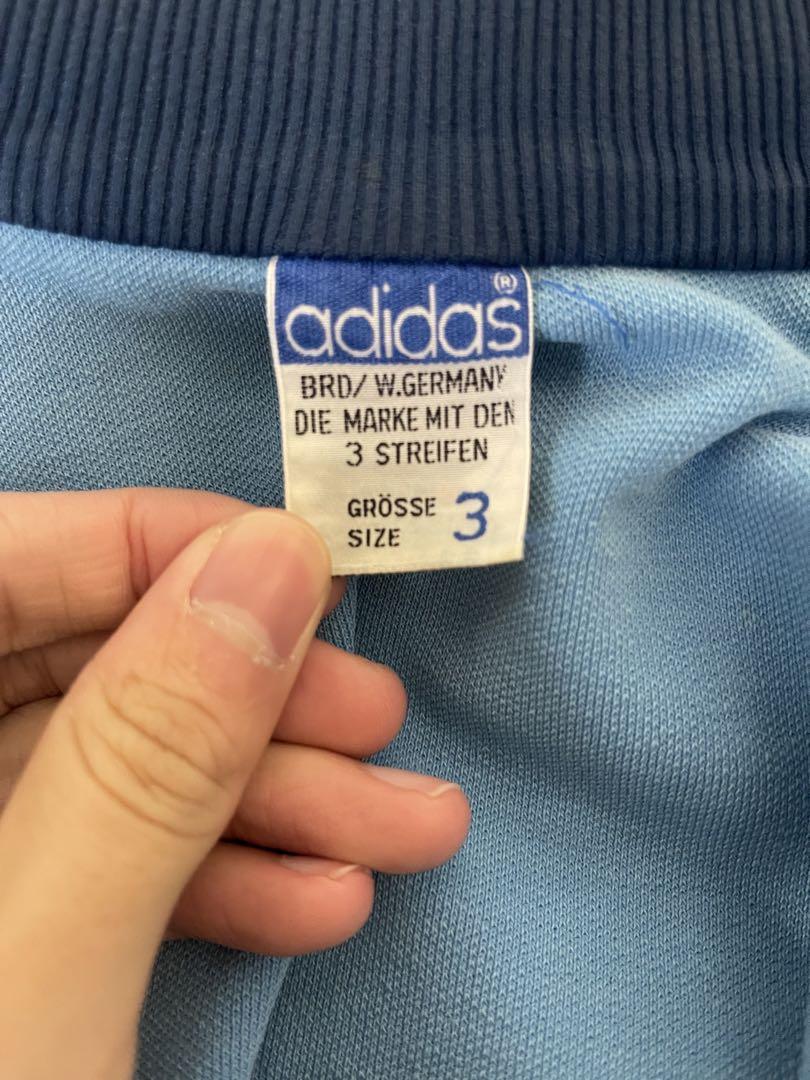 adidas®
BRD/ W.GERMANY
DIE MARKE MIT DEN
3 STREIFEN
GRÖSSE 3
SIZE